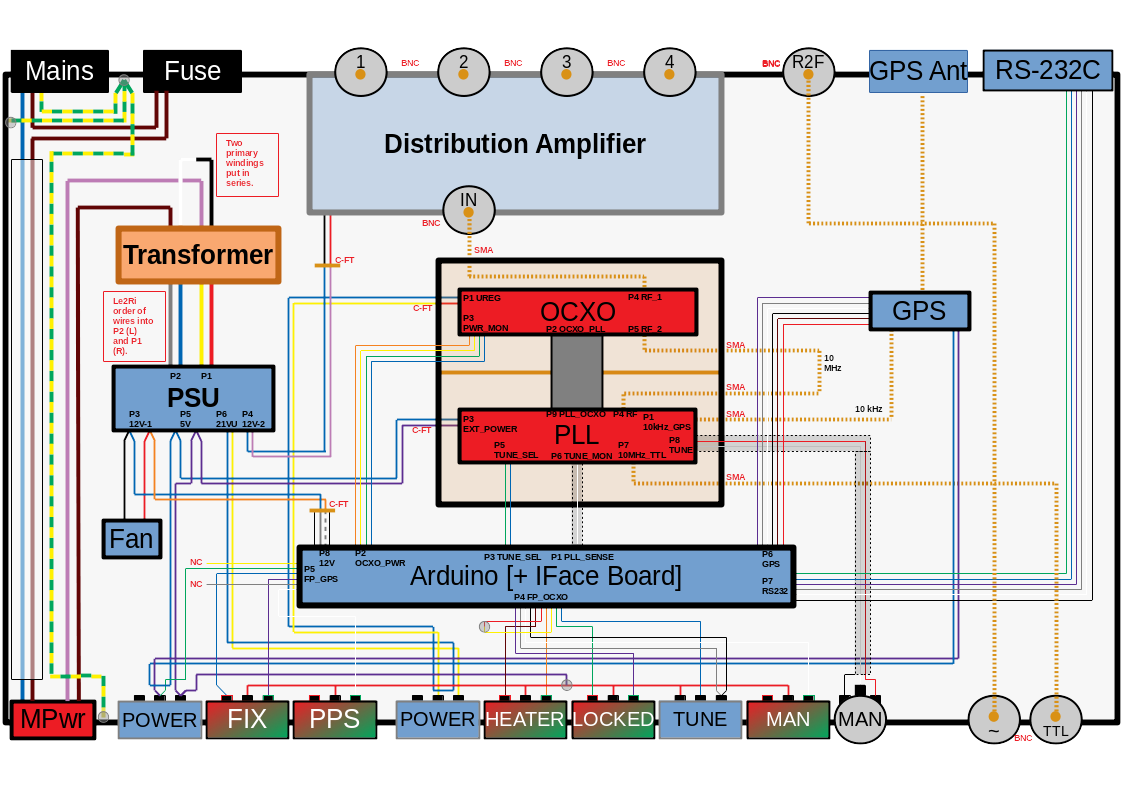 Mains
Fuse
1
BNC
2
BNC
3
BNC
4
BNC
R2F
GPS Ant
RS-232C
Distribution Amplifier
Two
primary
windings
put in
series.
IN
BNC
SMA
C-FT
Transformer
Le2Ri
order of
wires into
P2 (L)
and P1
(R).
P1 UREG
P4 RF_1
C-FT
OCXO
P3
PWR_MON
P2 OCXO_PLL
P5 RF_2
GPS
SMA
10
MHz
SMA
P2
P1
PSU
P3
12V-1
P5
5V
P6
21VU
P4
12V-2
P9 PLL_OCXO
P4 RF
P1
10kHz_GPS
SMA
10 kHz
P3
EXT_POWER
C-FT
PLL
P8
TUNE
P5
TUNE_SEL
P6 TUNE_MON
P7
10MHz_TTL
SMA
C-FT
Fan
NC
NC
P8
12V
P2
OCXO_PWR
P3 TUNE_SEL
P1 PLL_SENSE
P6
GPS
P5
FP_GPS
Arduino [+ IFace Board]
P7
RS232
P4 FP_OCXO
MPwr
POWER
FIX
PPS
POWER
HEATER
LOCKED
TUNE
MAN
MAN
~
BNC
TTL